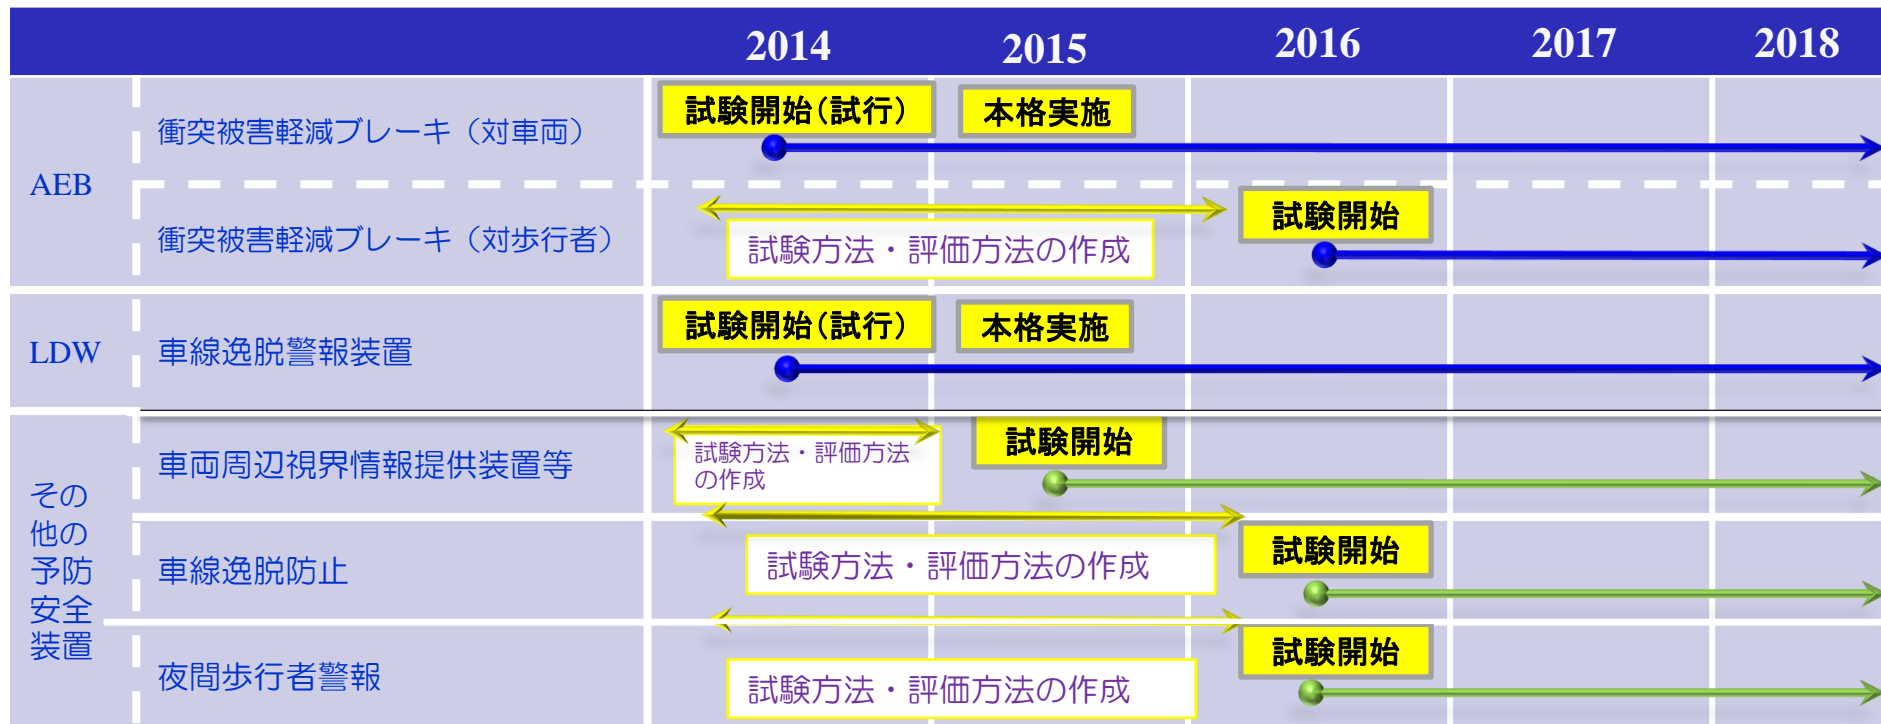 2014 2015 2016 2017 2018
AEB
衝突被害軽減ブレーキ（対車両）
試験開始（試行） 本格実施
衝突被害軽減ブレーキ（対歩行者）
試験方法・評価方法の作成
試験開始
LDW
車線逸脱警報装置
試験開始（試行） 本格実施
その
他の
予防
安全
装置
車両周辺視界情報提供装置等
試験方法・評価方法
の作成
試験開始
車線逸脱防止
試験方法・評価方法の作成
試験開始
夜間歩行者警報
試験方法・評価方法の作成
試験開始